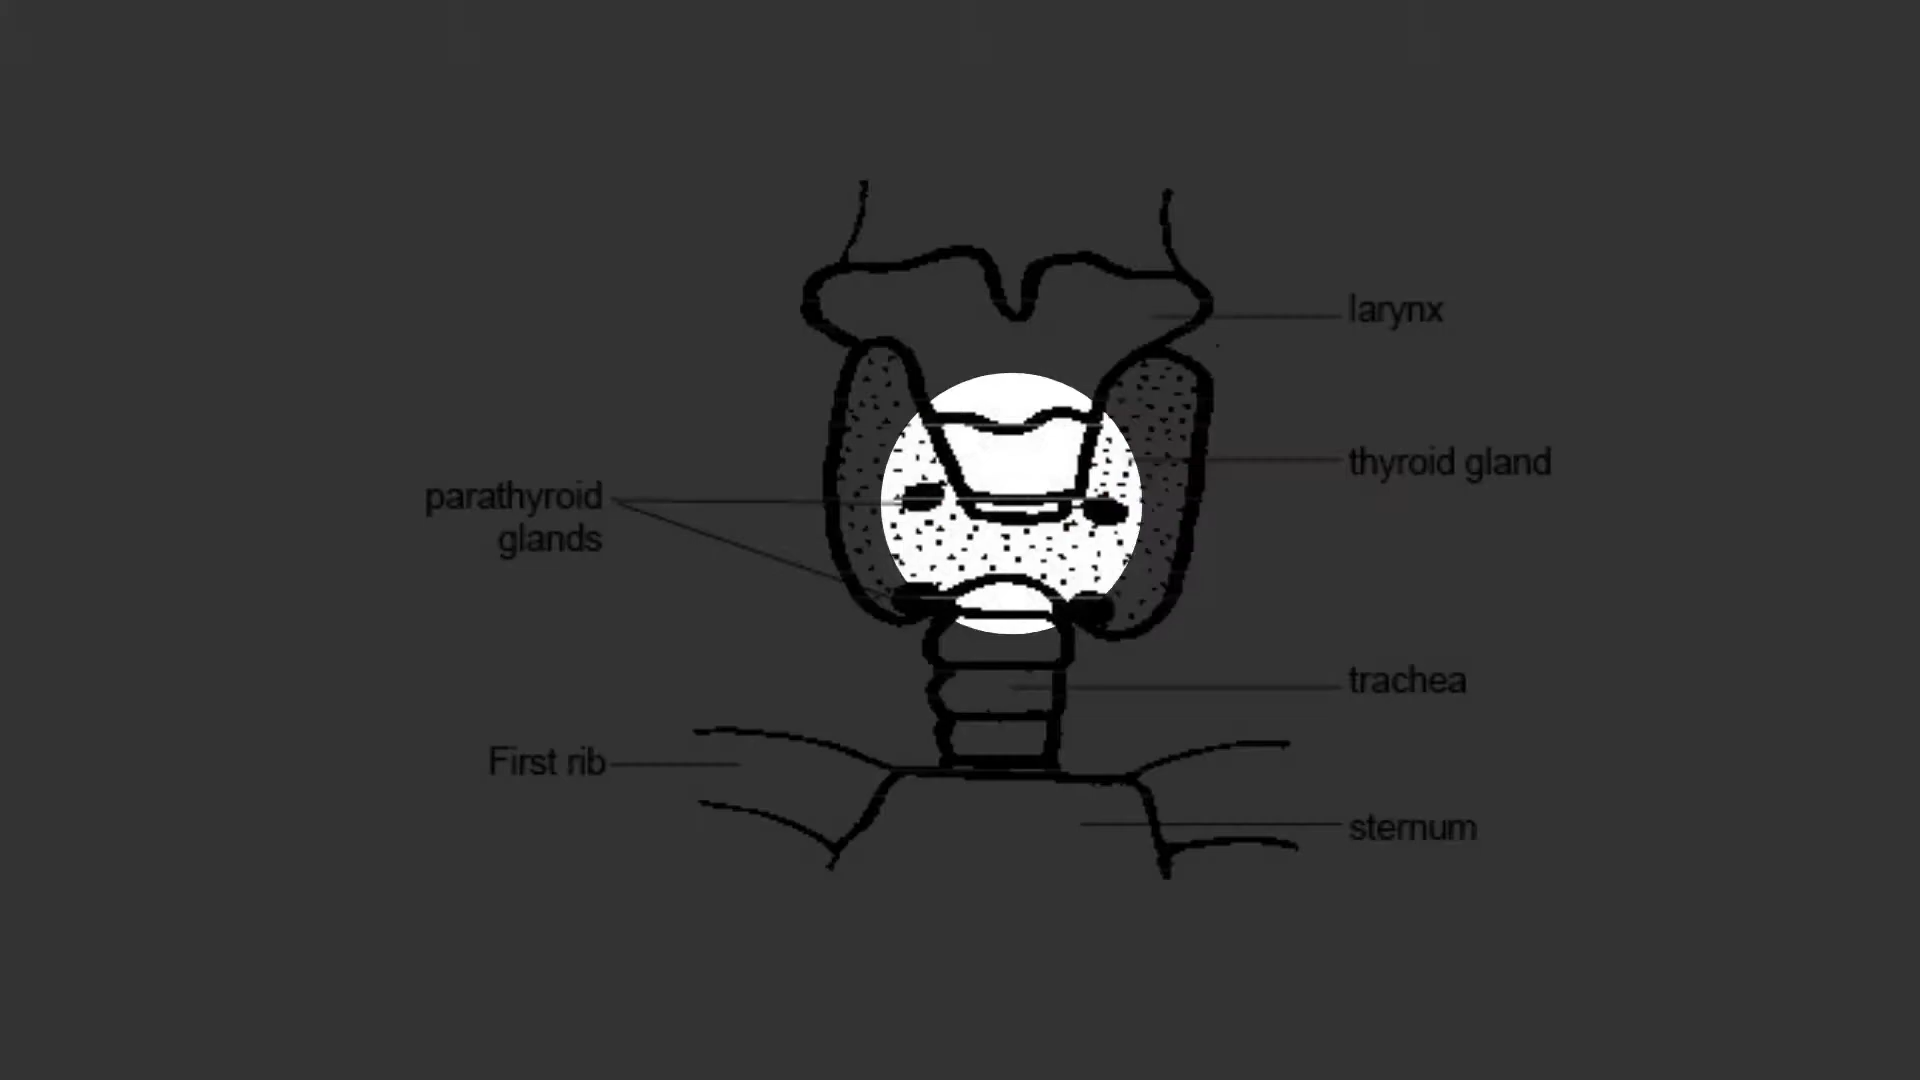 larynx
thyroid gland
parathyroid
glands
trachea
First rib
sternum